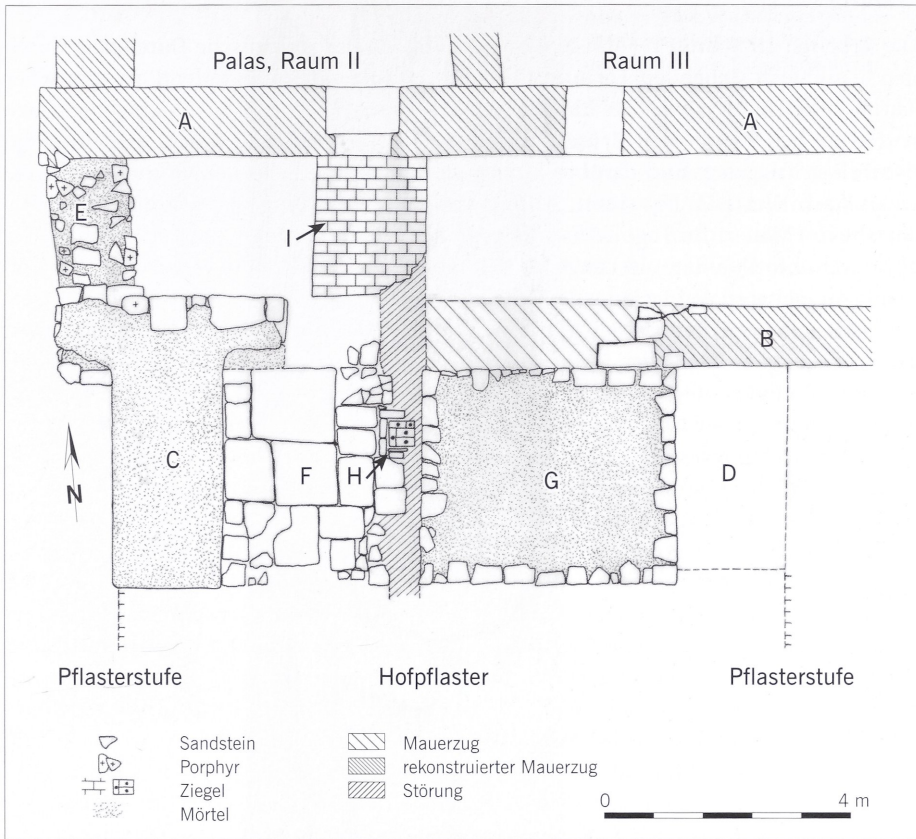 Palas, Raum II
Raum III
A
A
E
I
B
C
F
H
G
D
N
Pflasterstufe
Hofpflaster
Pflasterstufe
Sandstein
Porphyr
Ziegel
Mörtel
Mauerzug
rekonstruierter Mauerzug
Störung
0
4 m